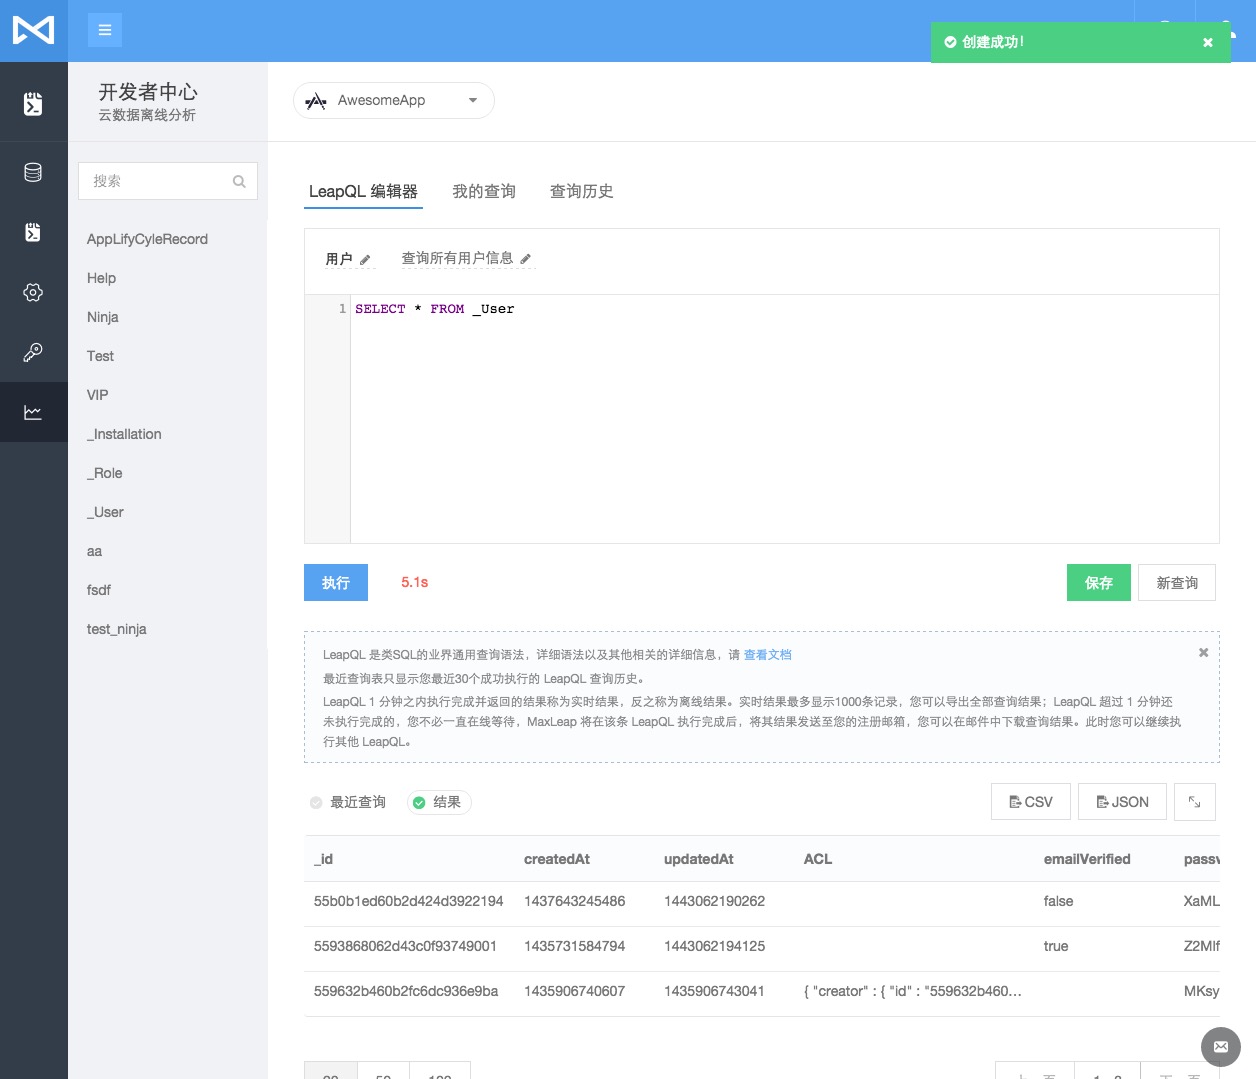 创建成功!
开发者中心
云数据离线分析
AwesomeApp
搜索
AppLifyCyleRecord
Help
Ninja
Test
VIP
_Installation
_Role
_User
aa
fsdf
test_ninja
LeapQL 编辑器 我的查询 查询历史
用户 查询所有用户信息
1 SELECT * FROM _User
执行 5.1s 保存 新查询
LeapQL 是类SQL的业界通用查询语法，详细语法以及其他相关的详细信息，请 查看文档
最近查询表只显示您最近30个成功执行的 LeapQL 查询历史。
LeapQL 1 分钟之内执行完成并返回的结果称为实时结果，反之称为离线结果。实时结果最多显示1000条记录，您可以导出全部查询结果；LeapQL 超过 1 分钟还
未执行完成的，您不必一直在线等待，MaxLeap 将在该条 LeapQL 执行完成后，将其结果发送至您的注册邮箱，您可以在邮件中下载查询结果。此时您可以继续执
行其他 LeapQL。
最近查询 结果 CSV JSON
_id createdAt updatedAt ACL emailVerified passw
55b0b1ed60b2d424d3922194 1437643245486 1443062190262 false XaML
5593868062d43c0f93749001 1435731584794 1443062194125 true Z2Mlf
559632b460b2fc6dc936e9ba 1435906740607 1435906743041 { "creator" : { "id" : "559632b460... MKsy